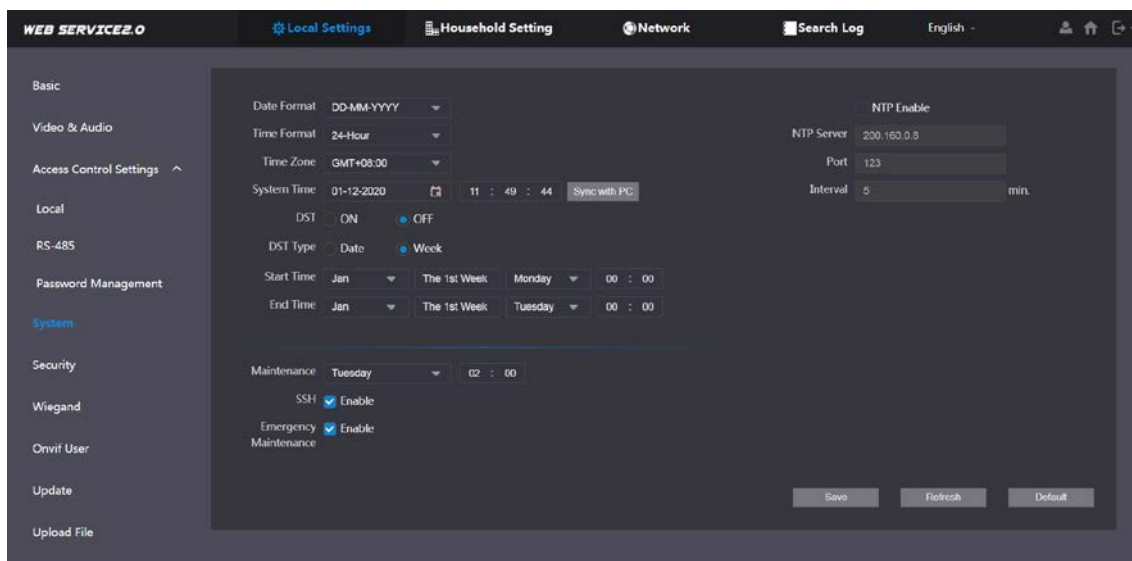 WEB SERVICE2.0 Local Settings Household Setting Network Search Log English
Basic
Video & Audio
Access Control Settings
Local
RS-485
Password Management
System
Security
Wiegand
Onvif User
Update
Upload File
Date Format DD-MM-YYYY
Time Format 24-Hour
Time Zone GMT+08:00
System Time 01-12-2020 11 : 49 : 44 Sync with PC
DST ON OFF
DST Type Date Week
Start Time Jan The 1st Week Monday 00 : 00
End Time Jan The 1st Week Tuesday 00 : 00
Maintenance Tuesday 02 : 00
SSH Enable
Emergency Maintenance Enable
NTP Enable
NTP Server 200.160.0.8
Port 123
Interval 5 min.
Save Refresh Default